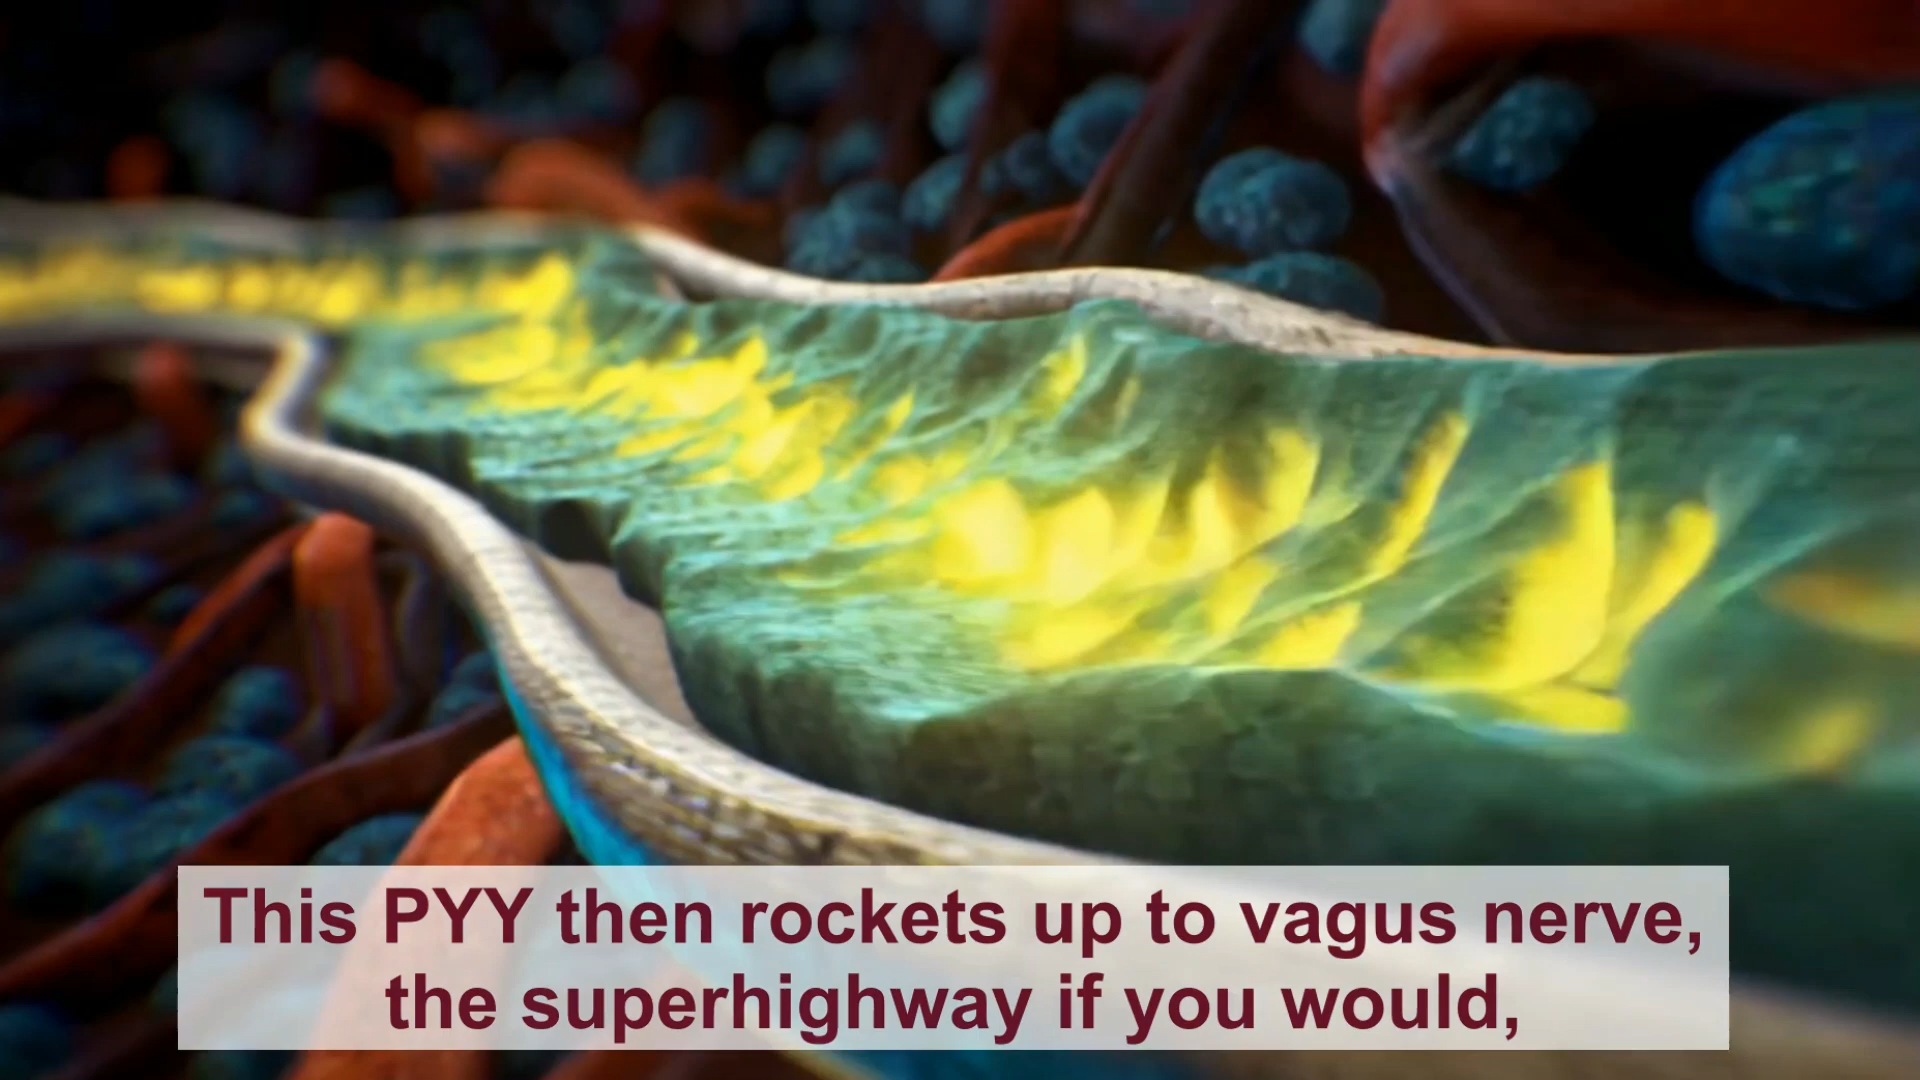 This PYY then rockets up to vagus nerve,
the superhighway if you would,